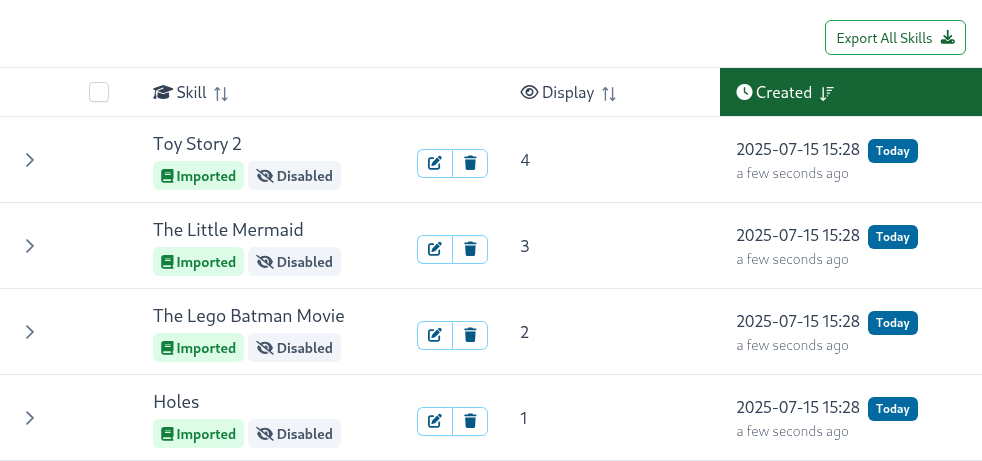 Export All Skills
Skill Display Created
Toy Story 2 4 2025-07-15 15:28 Today
Imported Disabled a few seconds ago
The Little Mermaid 3 2025-07-15 15:28 Today
Imported Disabled a few seconds ago
The Lego Batman Movie 2 2025-07-15 15:28 Today
Imported Disabled a few seconds ago
Holes 1 2025-07-15 15:28 Today
Imported Disabled a few seconds ago